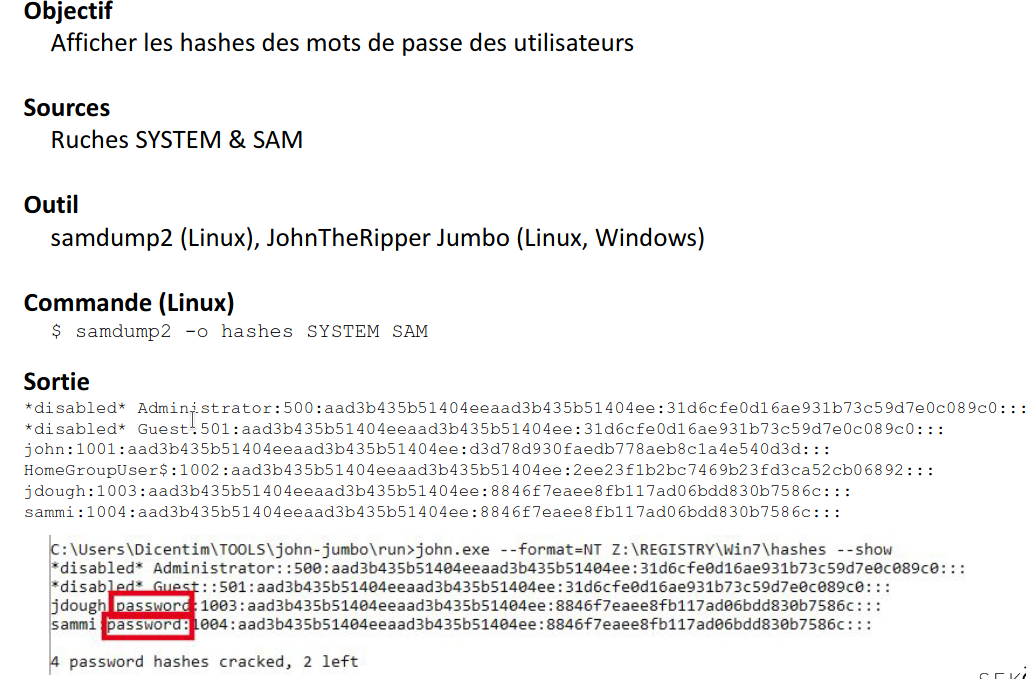 Objectif
Afficher les hashes des mots de passe des utilisateurs
Sources
Ruches SYSTEM & SAM
Outil
samdump2 (Linux), JohnTheRipper Jumbo (Linux, Windows)
Commande (Linux)
$ samdump2 -o hashes SYSTEM SAM
Sortie
*disabled* Administrator:500:aad3b435b51404eeaad3b435b51404ee:31d6cfe0d16ae931b73c59d7e0c089c0:::
*disabled* Guest:501:aad3b435b51404eeaad3b435b51404ee:31d6cfe0d16ae931b73c59d7e0c089c0:::
john:1001:aad3b435b51404eeaad3b435b51404ee:d3d78d930faedb778aeb8c1a4e540d3d:::
HomeGroupUser$:1002:aad3b435b51404eeaad3b435b51404ee:2ee23f1b2bc7469b23fd3ca52cb06892:::
jdough:1003:aad3b435b51404eeaad3b435b51404ee:8846f7eaee8fb117ad06bdd830b7586c:::
sammi:1004:aad3b435b51404eeaad3b435b51404ee:8846f7eaee8fb117ad06bdd830b7586c:::
C:\Users\Dicentim\TOOLS\john-jumbo\run>john.exe --format=NT Z:\REGISTRY\Win7\hashes --show
*disabled* Administrator::500:aad3b435b51404eeaad3b435b51404ee:31d6cfe0d16ae931b73c59d7e0c089c0:::
*disabled* Guest::501:aad3b435b51404eeaad3b435b51404ee:31d6cfe0d16ae931b73c59d7e0c089c0:::
jdough:password:1003:aad3b435b51404eeaad3b435b51404ee:8846f7eaee8fb117ad06bdd830b7586c:::
sammi:password:1004:aad3b435b51404eeaad3b435b51404ee:8846f7eaee8fb117ad06bdd830b7586c:::
4 password hashes cracked, 2 left